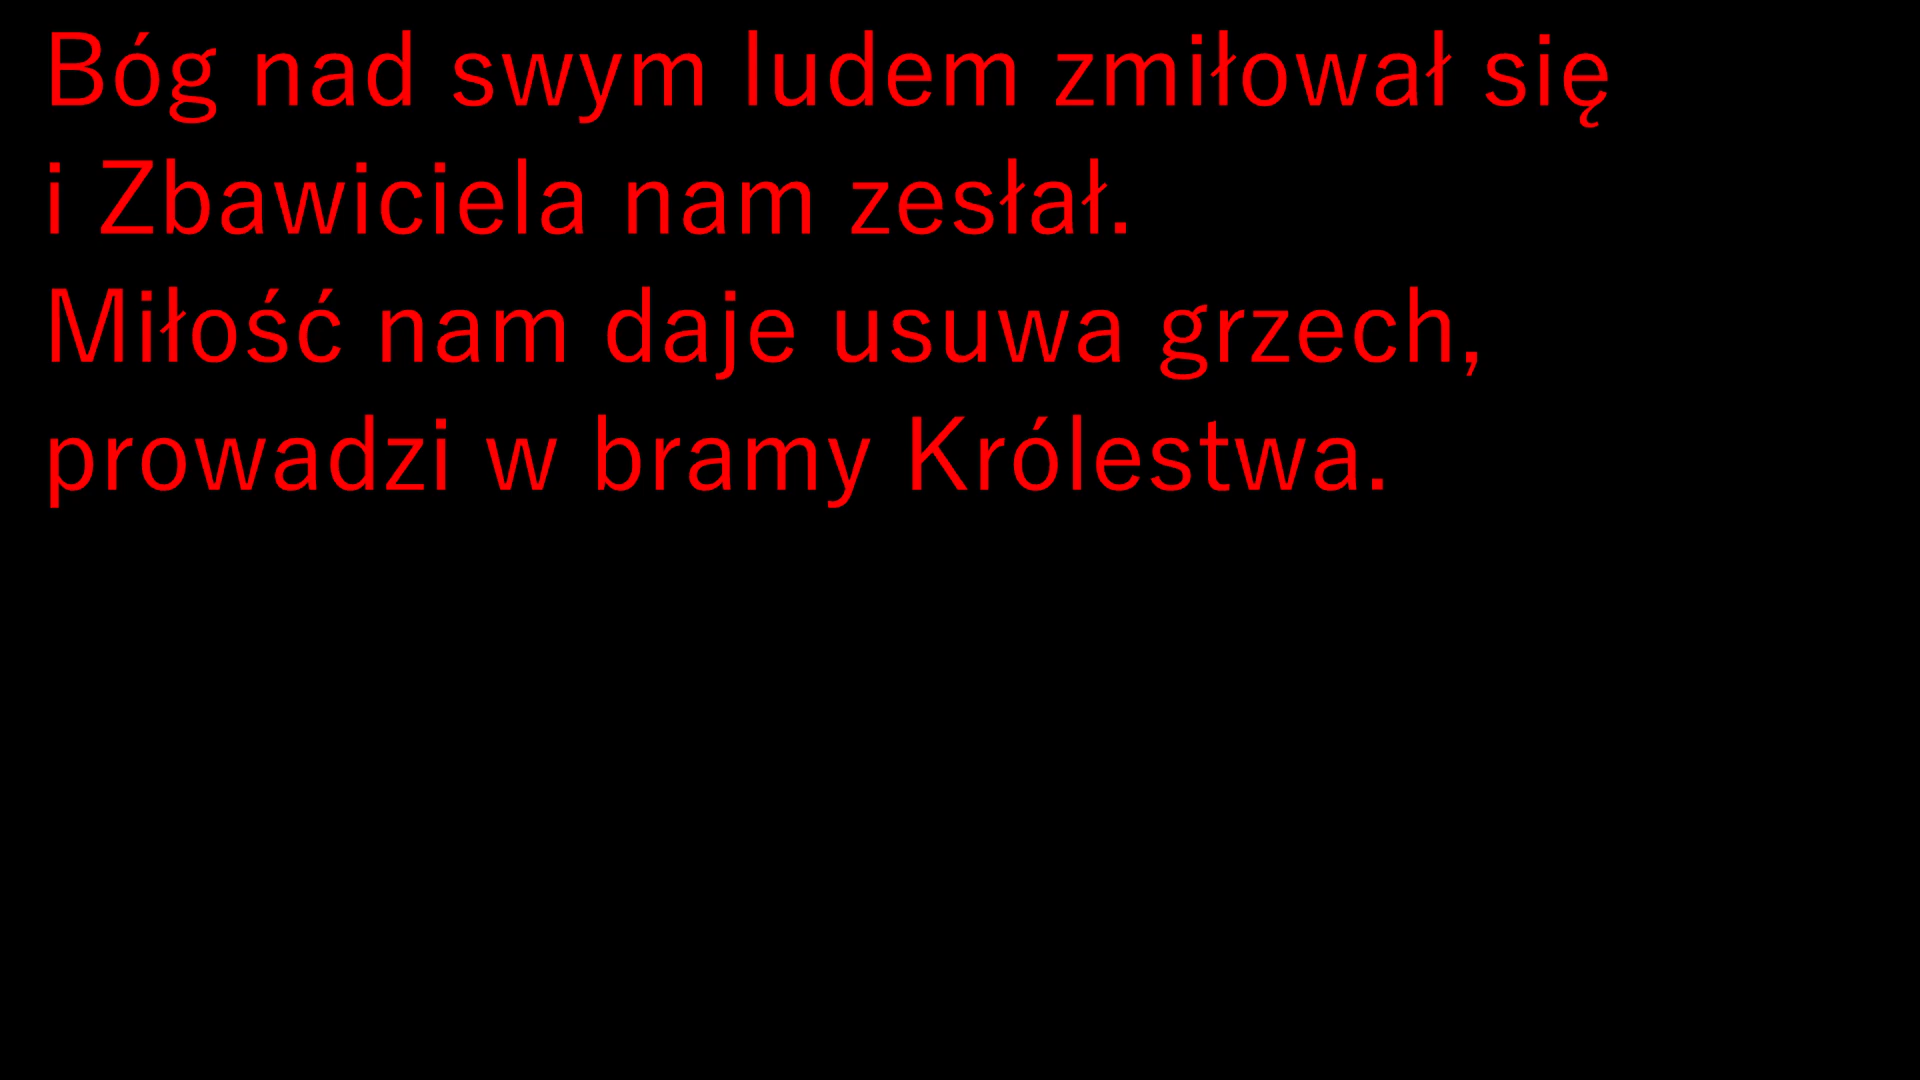 Bóg nad swym ludem zmiłował się
i Zbawiciela nam zesłał.
Miłość nam daje usuwa grzech,
prowadzi w bramy Królestwa.